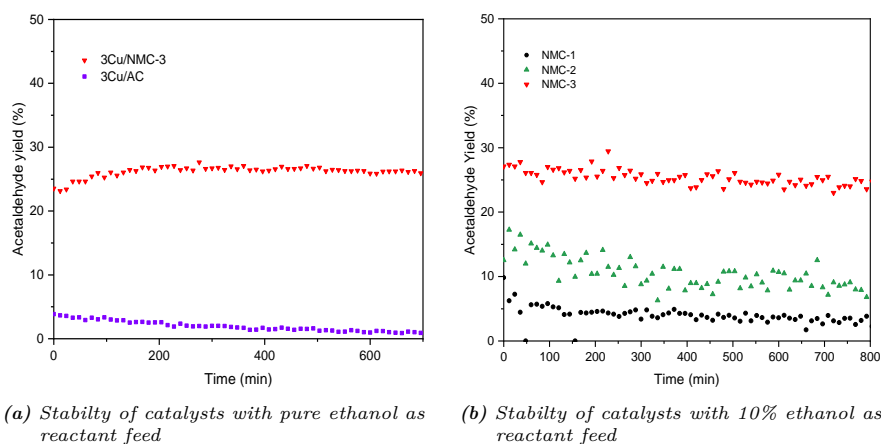 50
40
30
20
10
0
Acetaldehyde yield (%)
3Cu/NMC-3
3Cu/AC
0 200 400 600
Time (min)
(a) Stabilty of catalysts with pure ethanol as
reactant feed
50
40
30
20
10
0
Acetaldehyde Yield (%)
NMC-1
NMC-2
NMC-3
0 100 200 300 400 500 600 700 800
Time (min)
(b) Stabilty of catalysts with 10% ethanol as
reactant feed